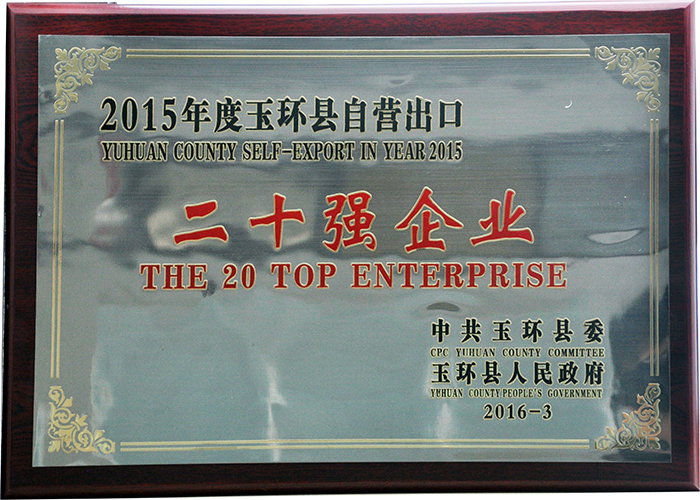 2015年度玉环县自营出口
YUHUAN COUNTY SELF-EXPORT IN YEAR 2015
二十强企业
THE 20 TOP ENTERPRISE
中共玉环县委
CPC YUHUAN COUNTY COMMITTEE
玉环县人民政府
YUHUAN COUNTY PEOPLE'S GOVERNMENT
2016-3